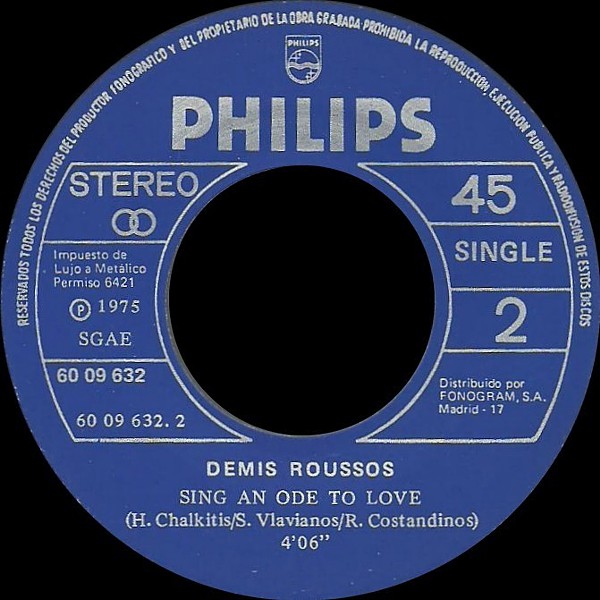 RESERVADOS TODOS LOS DERECHOS DEL PRODUCTOR FONOGRAFICO Y DEL PROPIETARIO DE LA OBRA GRABADA·PROHIBIDA LA REPRODUCCION, EJECUCION PUBLICA Y RADIODIFUSION DE ESTOS DISCOS
PHILIPS
PHILIPS
STEREO
45
SINGLE
2
Impuesto de
Lujo a Metálico
Permiso 6421
Ⓟ 1975
SGAE
60 09 632
60 09 632. 2
Distribuido por
FONOGRAM, S.A.
Madrid - 17
DEMIS ROUSSOS
SING AN ODE TO LOVE
(H. Chalkitis/S. Vlavianos/R. Costandinos)
4'06"